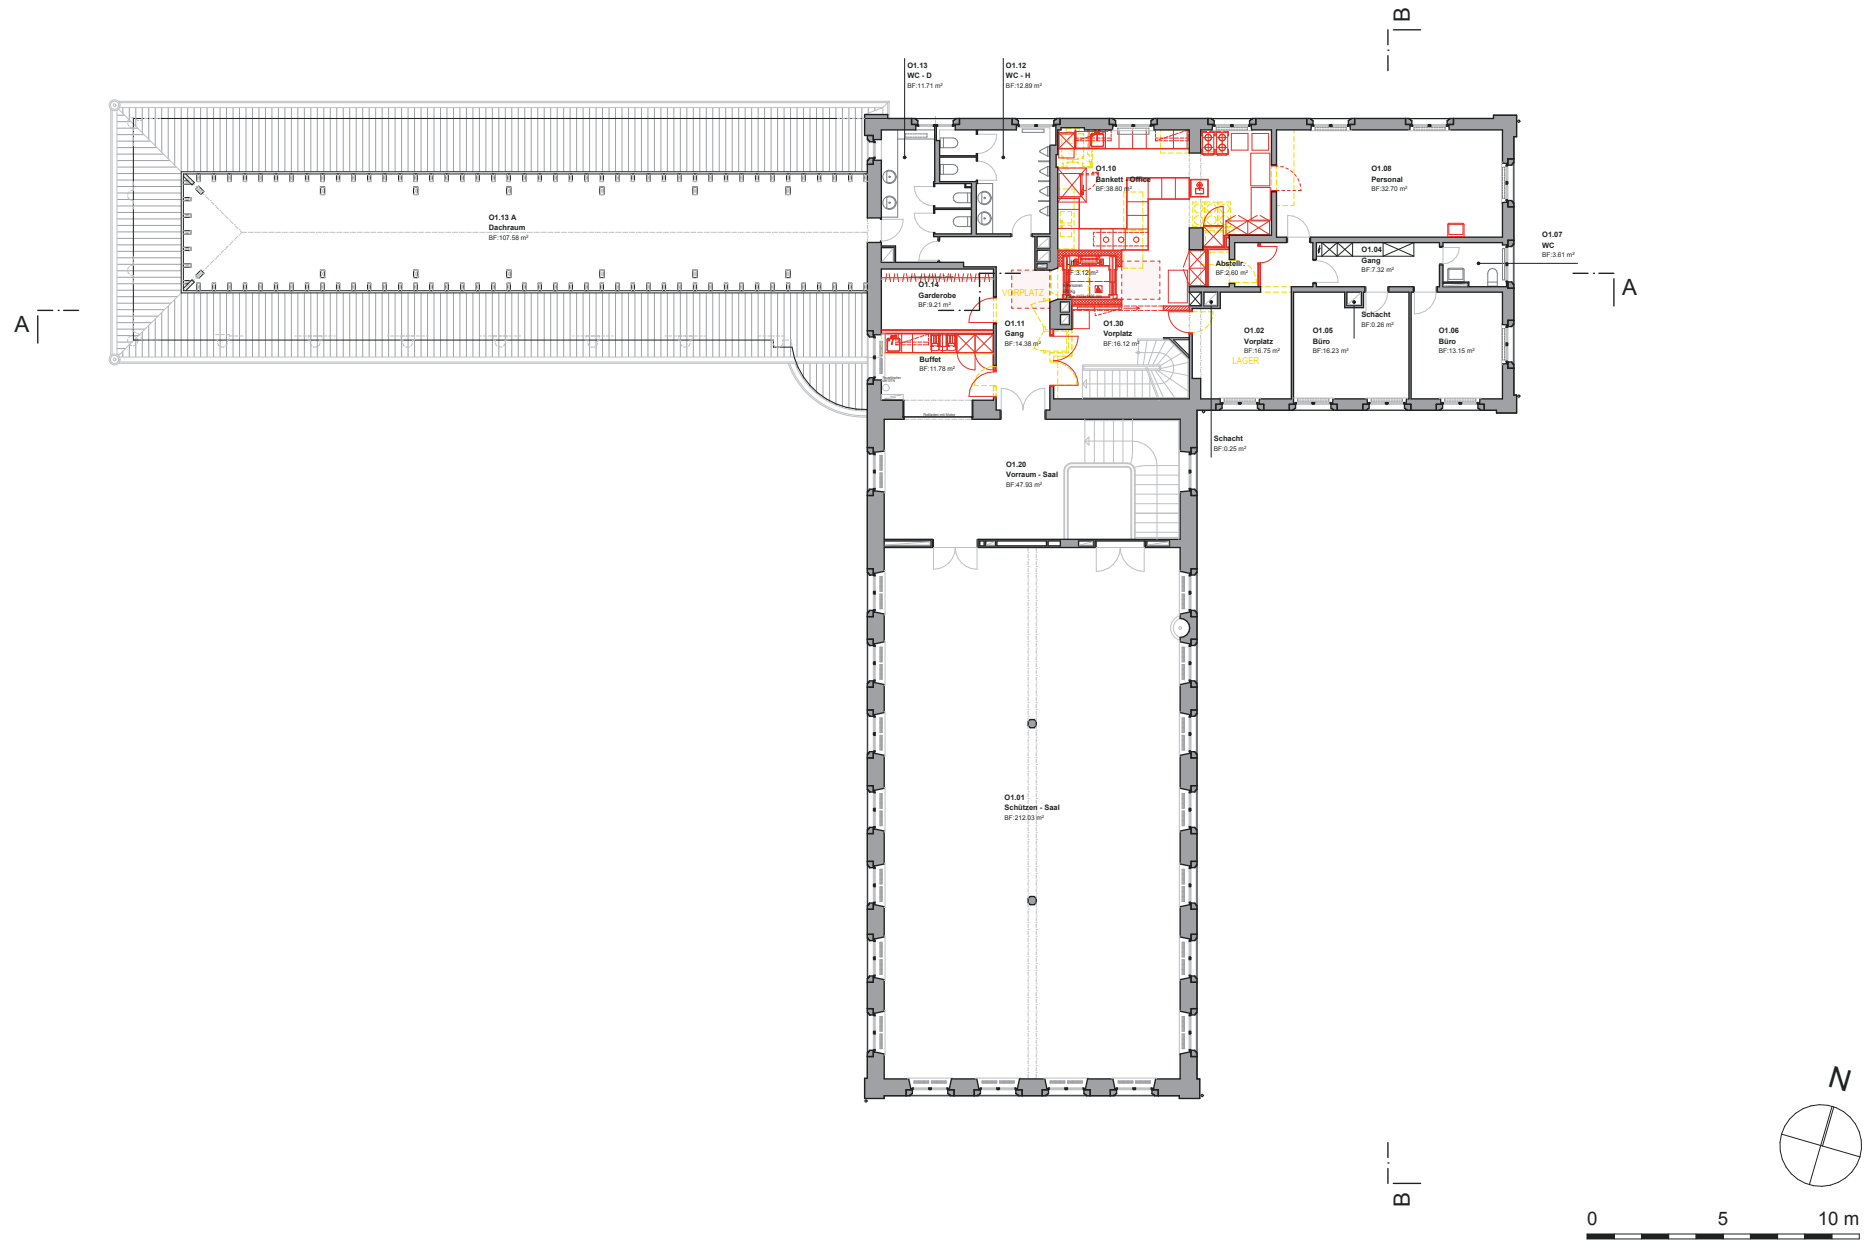 B
O1.13
WC - D
BF:11.71 m²
O1.12
WC - H
BF:12.89 m²
O1.10
Bankett - Office
BF:38.80 m²
O1.08
Personal
BF:32.70 m²
O1.13 A
Dachraum
BF:107.58 m²
O1.07
WC
BF:3.61 m²
O1.04
Gang
BF:7.32 m²
Abstellr.
BF:2.60 m²
BF:3.12 m²
A
O1.14
Garderobe
BF:9.21 m²
VORPLATZ
A
O1.11
Gang
BF:14.38 m²
O1.30
Vorplatz
BF:16.12 m²
O1.02
Vorplatz
BF:16.75 m²
LAGER
O1.05
Büro
BF:16.23 m²
Schacht
BF:0.26 m²
O1.06
Büro
BF:13.15 m²
Buffet
BF:11.78 m²
Schacht
BF:0.25 m²
O1.20
Vorraum - Saal
BF:47.93 m²
O1.01
Schützen - Saal
BF:212.03 m²
N
B
0 5 10 m